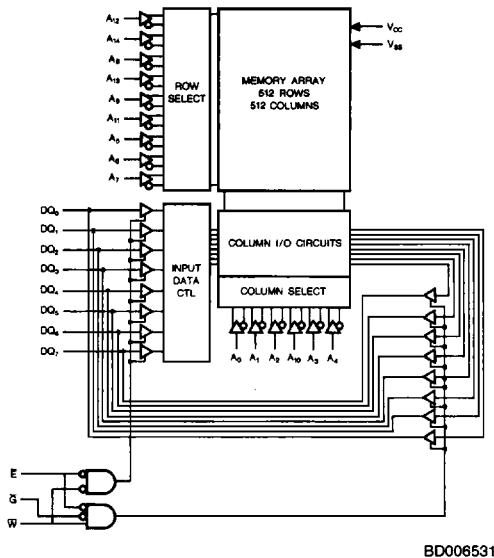 A₁₂
A₁₄
A₈
A₁₃
A₉
A₁₁
A₅
A₆
A₇
ROW
SELECT
MEMORY ARRAY
512 ROWS
512 COLUMNS
V_CC
V_SS
DQ₀
DQ₁
DQ₂
DQ₃
DQ₄
DQ₅
DQ₆
DQ₇
INPUT
DATA
CTL
COLUMN I/O CIRCUITS
COLUMN SELECT
A₀ A₁ A₂ A₁₀ A₃ A₄
E̅
G̅
W̅
BD006531